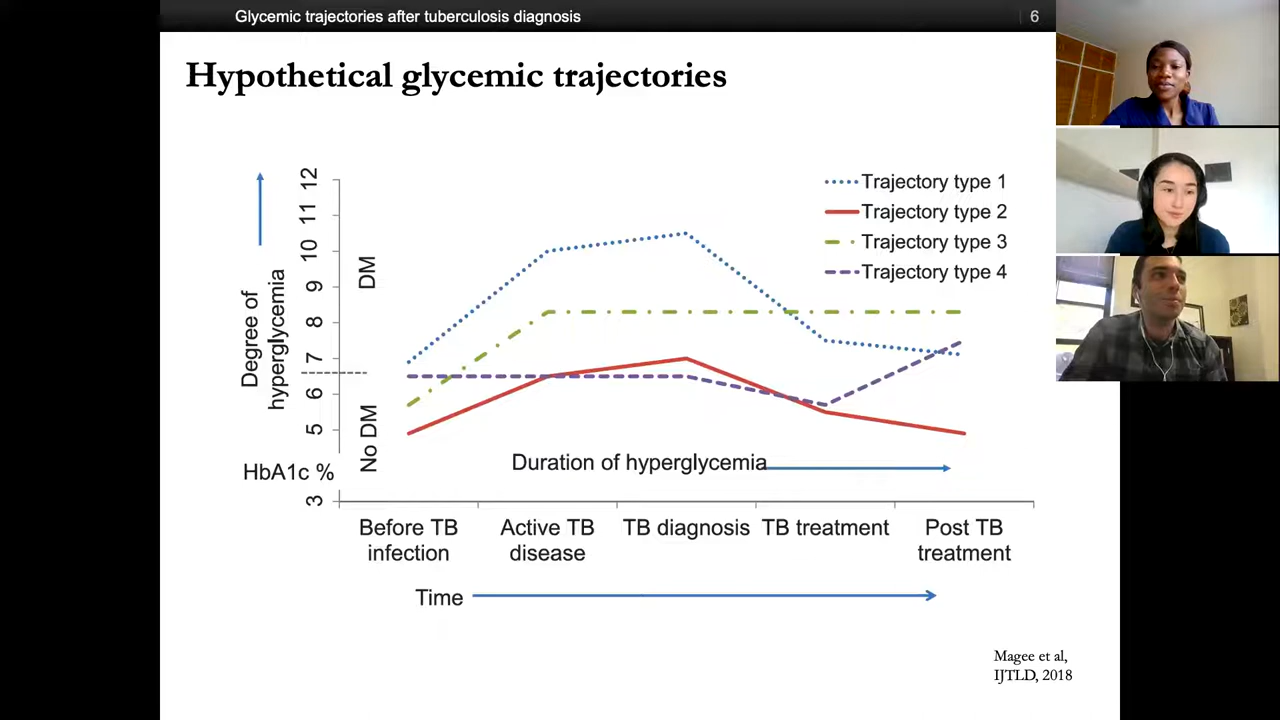 Glycemic trajectories after tuberculosis diagnosis
6
Hypothetical glycemic trajectories
Trajectory type 1
Trajectory type 2
Trajectory type 3
Trajectory type 4
Degree of
hyperglycemia
12
11
10
9
8
7
6
5
3
DM
No DM
HbA1c %
Duration of hyperglycemia
Before TB
infection
Active TB
disease
TB diagnosis
TB treatment
Post TB
treatment
Time
Magee et al,
IJTLD, 2018